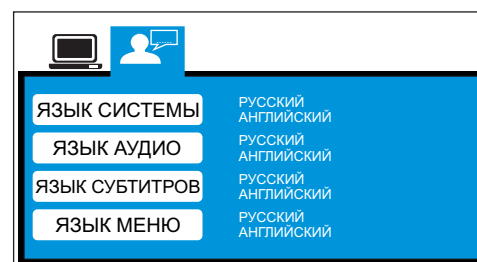 ЯЗЫК СИСТЕМЫ
РУССКИЙ
АНГЛИЙСКИЙ
ЯЗЫК АУДИО
РУССКИЙ
АНГЛИЙСКИЙ
ЯЗЫК СУБТИТРОВ
РУССКИЙ
АНГЛИЙСКИЙ
ЯЗЫК МЕНЮ
РУССКИЙ
АНГЛИЙСКИЙ